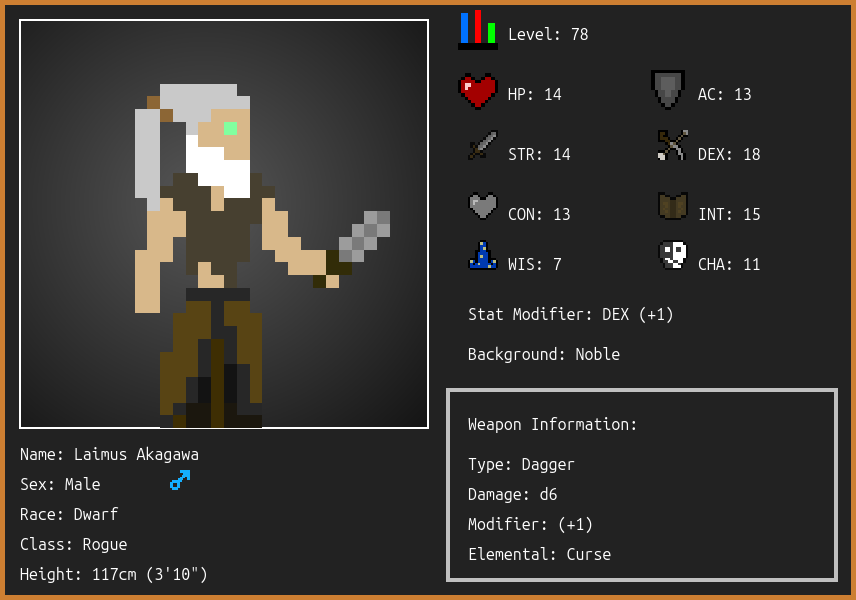 Level: 78
HP: 14
AC: 13
STR: 14
DEX: 18
CON: 13
INT: 15
WIS: 7
CHA: 11
Stat Modifier: DEX (+1)
Background: Noble
Weapon Information:
Type: Dagger
Damage: d6
Modifier: (+1)
Elemental: Curse
Name: Laimus Akagawa
Sex: Male
Race: Dwarf
Class: Rogue
Height: 117cm (3'10")